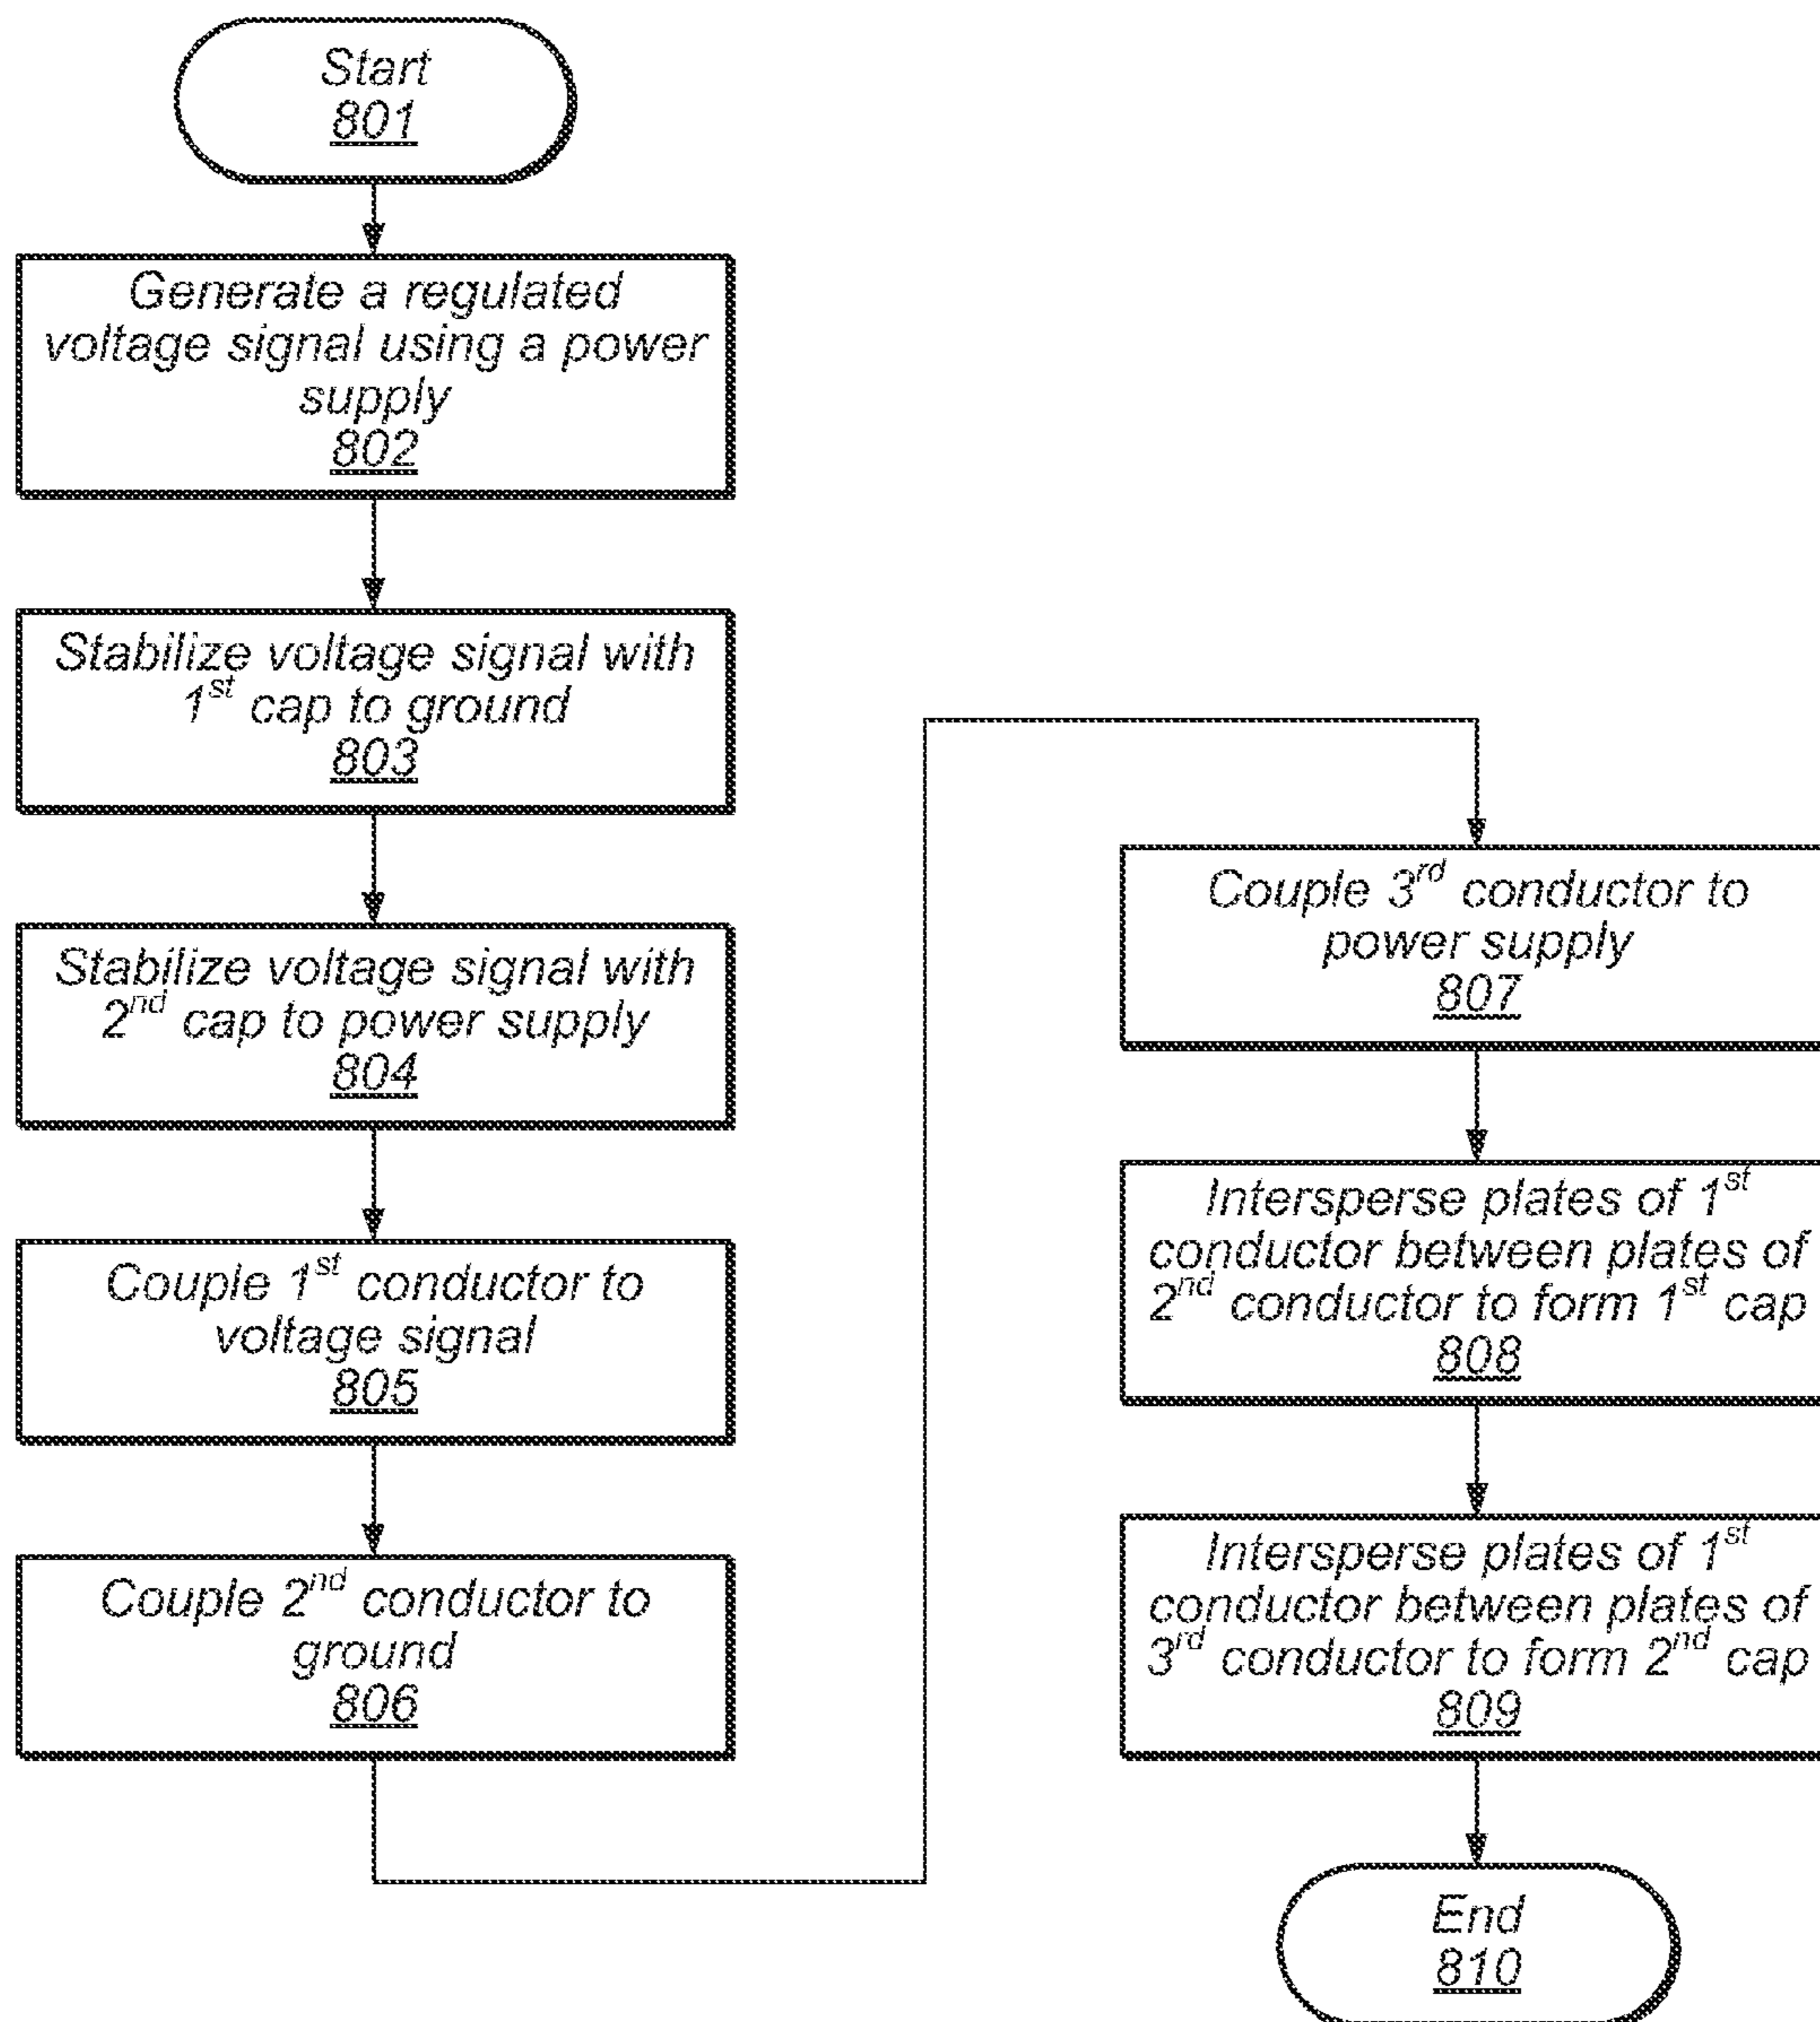 Start
801
Generate a regulated
voltage signal using a power
supply
802
Stabilize voltage signal with
1st cap to ground
803
Stabilize voltage signal with
2nd cap to power supply
804
Couple 1st conductor to
voltage signal
805
Couple 2nd conductor to
ground
806
Couple 3rd conductor to
power supply
807
Intersperse plates of 1st
conductor between plates of
2nd conductor to form 1st cap
808
Intersperse plates of 1st
conductor between plates of
3rd conductor to form 2nd cap
809
End
810